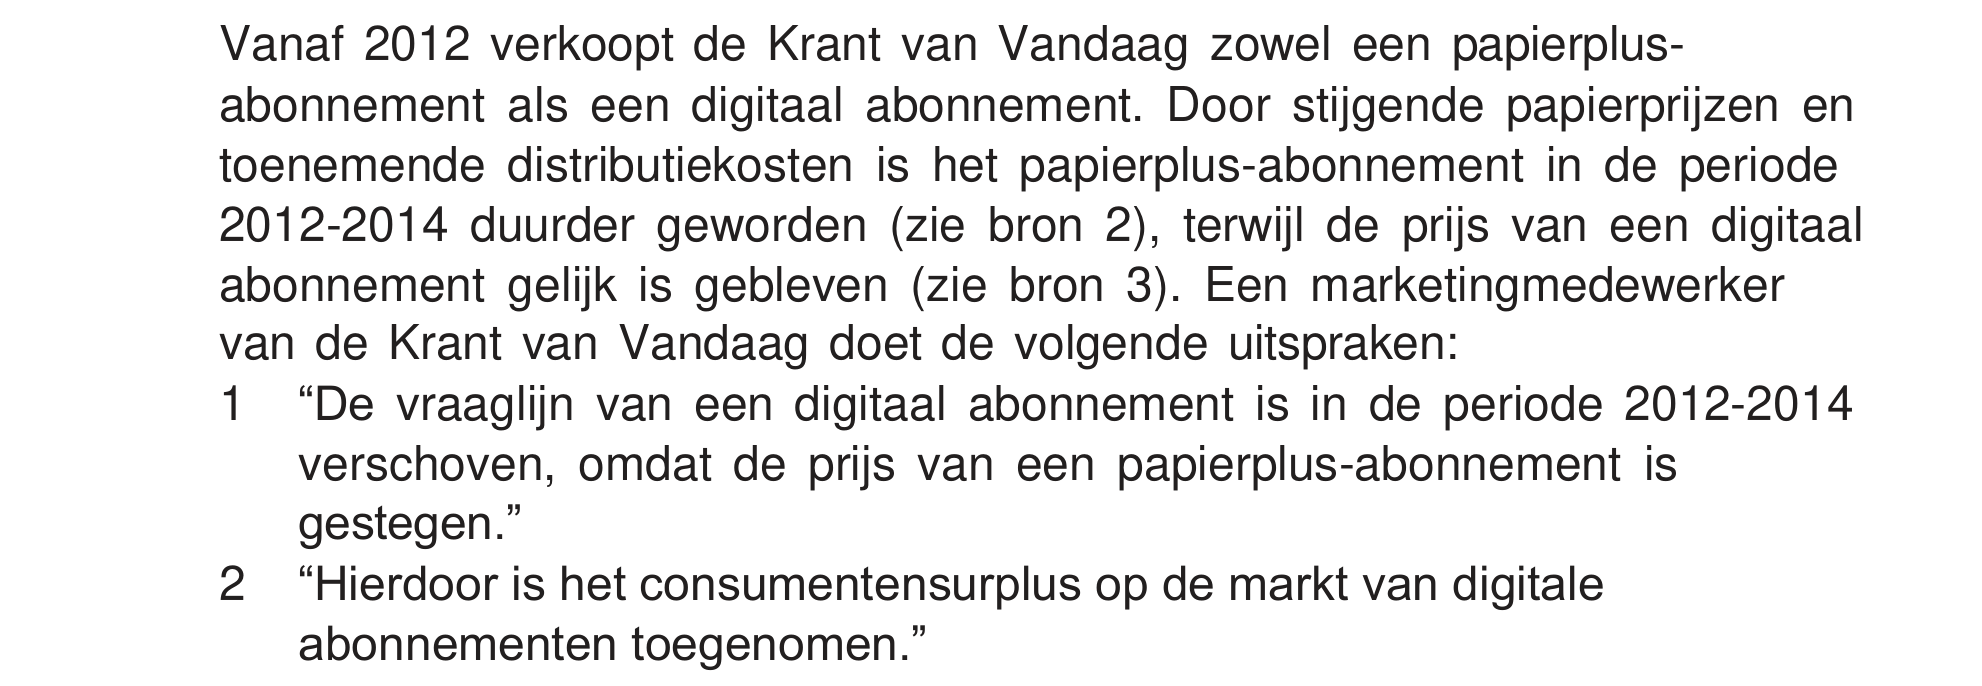 Vanaf 2012 verkoopt de Krant van Vandaag zowel een papierplus-
abonnement als een digitaal abonnement. Door stijgende papierprijzen en
toenemende distributiekosten is het papierplus-abonnement in de periode
2012-2014 duurder geworden (zie bron 2), terwijl de prijs van een digitaal
abonnement gelijk is gebleven (zie bron 3). Een marketingmedewerker
van de Krant van Vandaag doet de volgende uitspraken:
1 “De vraaglijn van een digitaal abonnement is in de periode 2012-2014
verschoven, omdat de prijs van een papierplus-abonnement is
gestegen.”
2 “Hierdoor is het consumentensurplus op de markt van digitale
abonnementen toegenomen.”